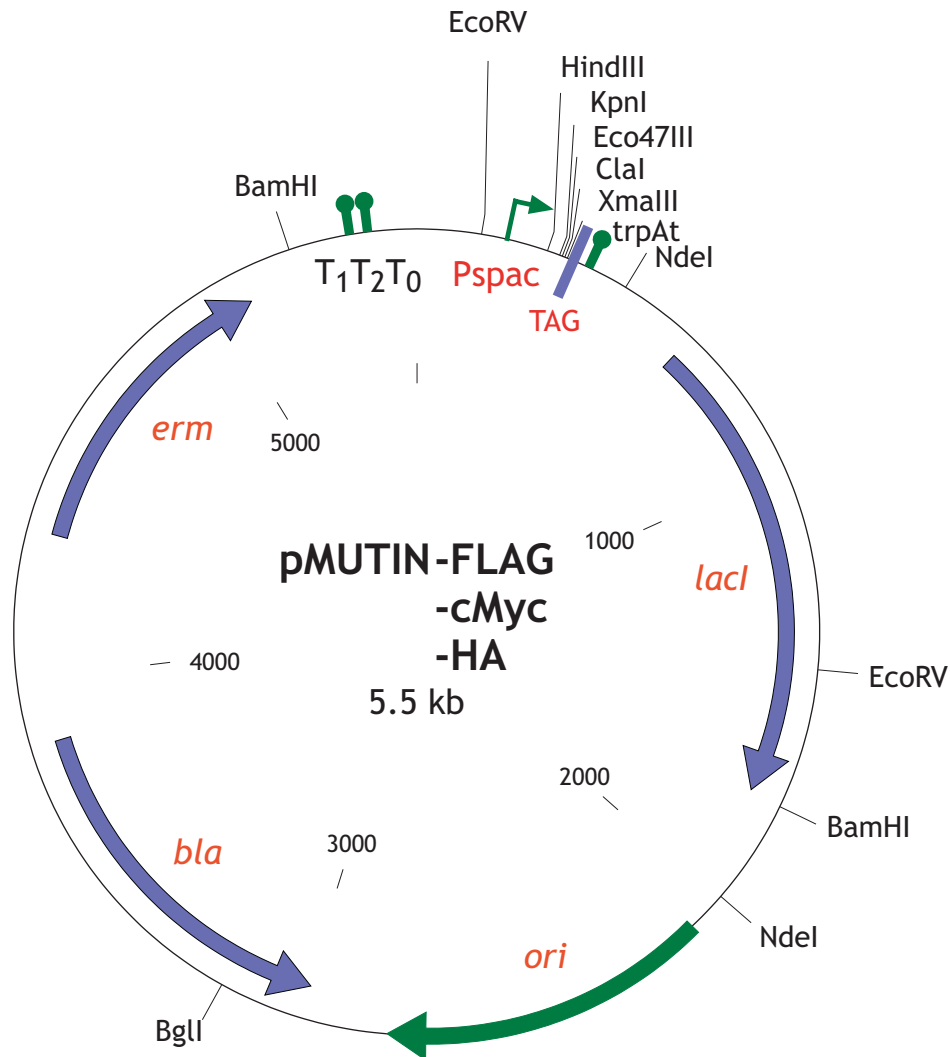 EcoRV
HindIII
KpnI
Eco47III
ClaI
XmaIII
trpAt
NdeI
BamHI
T1T2T0
Pspac
TAG
erm
5000
1000
lacI
pMUTIN-FLAG
-cMyc
-HA
5.5 kb
4000
EcoRV
2000
BamHI
3000
bla
NdeI
ori
BglI